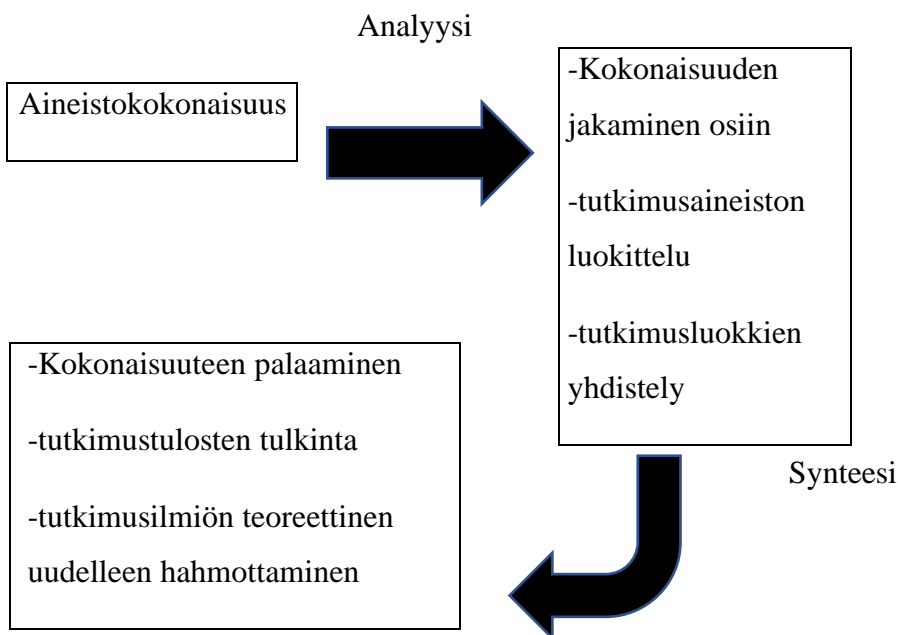 Analyysi
Aineistokokonaisuus
-Kokonaisuuden
jakaminen osiin
-tutkimusaineiston
luokittelu
-tutkimusluokkien
yhdistely
Synteesi
-Kokonaisuuteen palaaminen
-tutkimustulosten tulkinta
-tutkimusilmiön teoreettinen
uudelleen hahmottaminen